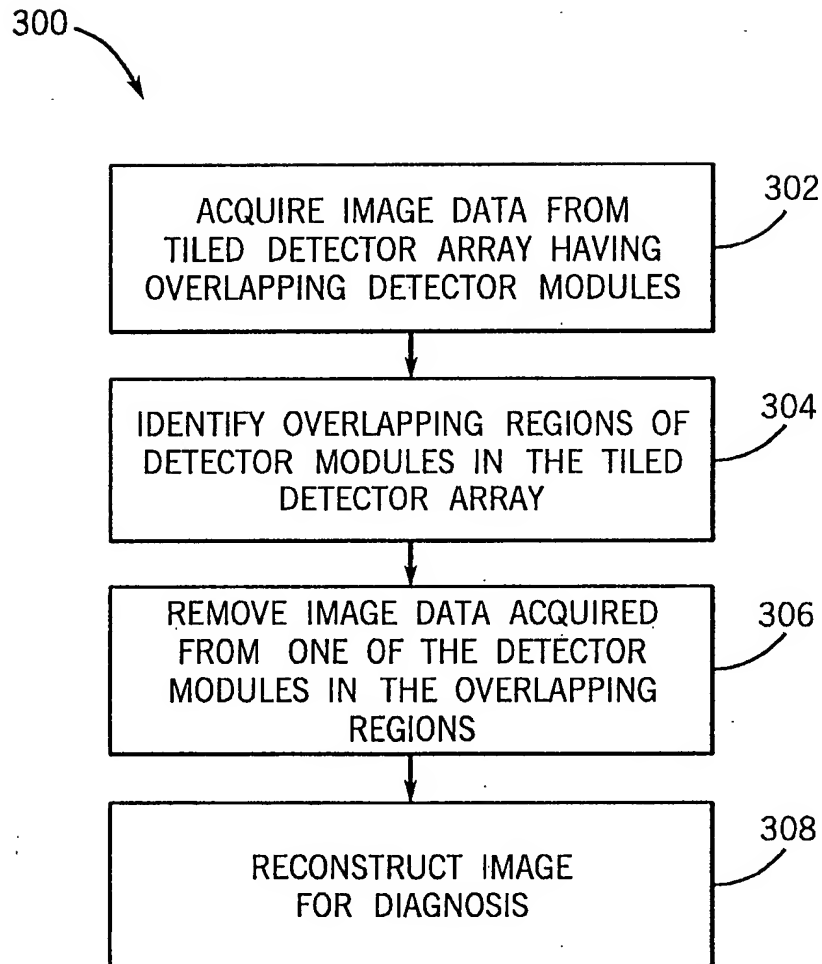 300
302
ACQUIRE IMAGE DATA FROM
TILED DETECTOR ARRAY HAVING
OVERLAPPING DETECTOR MODULES
304
IDENTIFY OVERLAPPING REGIONS OF
DETECTOR MODULES IN THE TILED
DETECTOR ARRAY
306
REMOVE IMAGE DATA ACQUIRED
FROM ONE OF THE DETECTOR
MODULES IN THE OVERLAPPING
REGIONS
308
RECONSTRUCT IMAGE
FOR DIAGNOSIS